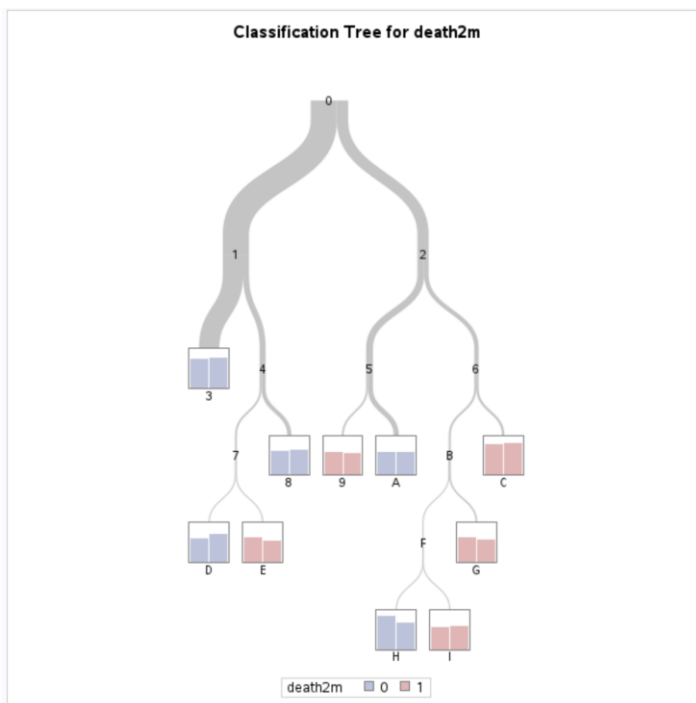 Classification Tree for death2m
0
1 2
3 4 5 6
7 8 9 A B C
D E F G
H I
death2m 0 1